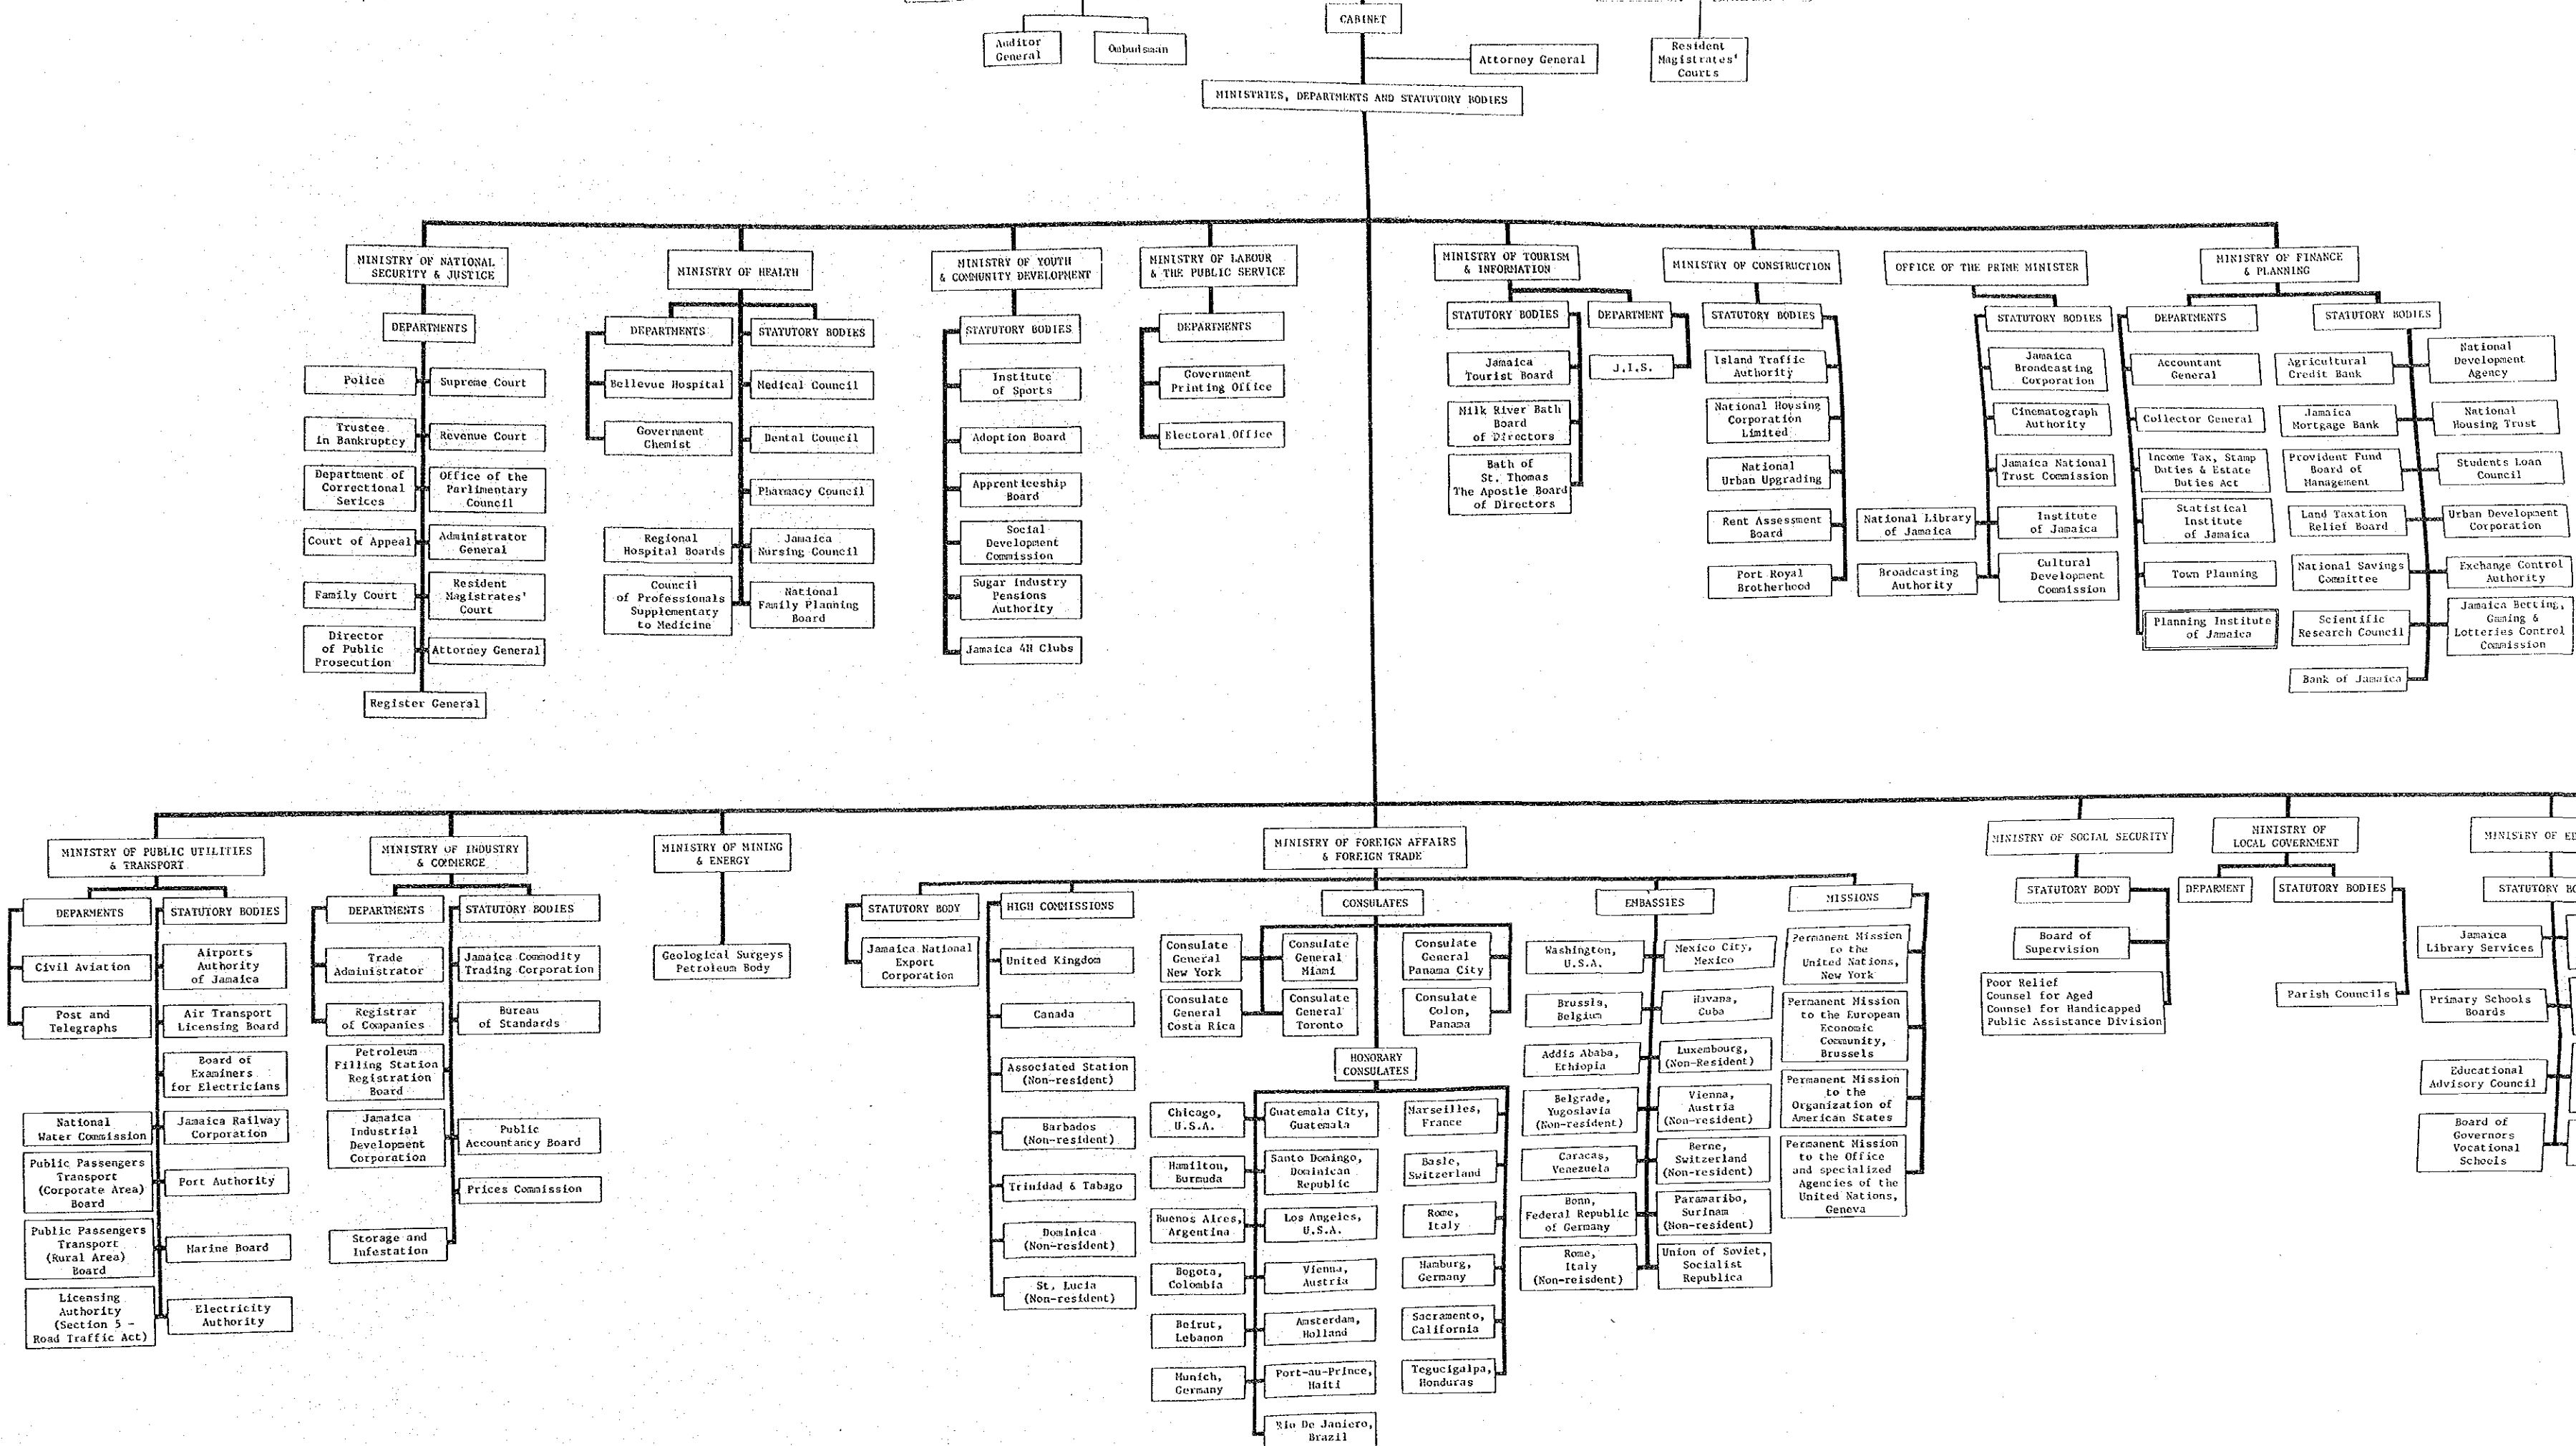 CABINET
Auditor
General
Ombudsman
Attorney General
Resident
Magistrates'
Courts
MINISTRIES, DEPARTMENTS AND STATUTORY BODIES
MINISTRY OF NATIONAL
SECURITY & JUSTICE
DEPARTMENTS
Police
Supreme Court
Trustee
in Bankruptcy
Revenue Court
Department of
Correctional
Serices
Office of the
Parlimentary
Council
Court of Appeal
Administrator
General
Family Court
Resident
Magistrates'
Court
Director
of Public
Prosecution
Attorney General
Register General
MINISTRY OF HEALTH
DEPARTMENTS
STATUTORY BODIES
Bellevue Hospital
Medical Council
Government
Chemist
Dental Council
Pharmacy Council
Regional
Hospital Boards
Jamaica
Nursing Council
Council
of Professionals
Supplementary
to Medicine
National
Family Planning
Board
MINISTRY OF YOUTH
& COMMUNITY DEVELOPMENT
STATUTORY BODIES
Institute
of Sports
Adoption Board
Apprenticeship
Board
Social
Development
Commission
Sugar Industry
Pensions
Authority
Jamaica 4H Clubs
MINISTRY OF LABOUR
& THE PUBLIC SERVICE
DEPARTMENTS
Government
Printing Office
Electoral Office
MINISTRY OF TOURISM
& INFORMATION
STATUTORY BODIES
DEPARTMENT
Jamaica
Tourist Board
J.I.S.
Milk River Bath
Board
of Directors
Bath of
St. Thomas
The Apostle Board
of Directors
MINISTRY OF CONSTRUCTION
STATUTORY BODIES
Island Traffic
Authority
National Housing
Corporation
Limited
National
Urban Upgrading
Rent Assessment
Board
Port Royal
Brotherhood
OFFICE OF THE PRIME MINISTER
STATUTORY BODIES
Jamaica
Broadcasting
Corporation
Cinematograph
Authority
Jamaica National
Trust Commission
National Library
of Jamaica
Institute
of Jamaica
Broadcasting
Authority
Cultural
Development
Commission
MINISTRY OF FINANCE
& PLANNING
DEPARTMENTS
STATUTORY BODIES
Accountant
General
Agricultural
Credit Bank
National
Development
Agency
Collector General
Jamaica
Mortgage Bank
National
Housing Trust
Income Tax, Stamp
Duties & Estate
Duties Act
Provident Fund
Board of
Management
Students Loan
Council
Statistical
Institute
of Jamaica
Land Taxation
Relief Board
Urban Development
Corporation
Town Planning
National Savings
Committee
Exchange Control
Authority
Planning Institute
of Jamaica
Scientific
Research Council
Jamaica Betting,
Gaming &
Lotteries Control
Commission
Bank of Jamaica
MINISTRY OF PUBLIC UTILITIES
& TRANSPORT
DEPARMENTS
STATUTORY BODIES
Civil Aviation
Airports
Authority
of Jamaica
Post and
Telegraphs
Air Transport
Licensing Board
Board of
Examiners
for Electricians
National
Water Commission
Jamaica Railway
Corporation
Public Passengers
Transport
(Corporate Area)
Board
Port Authority
Public Passengers
Transport
(Rural Area)
Board
Marine Board
Licensing
Authority
(Section 5 -
Road Traffic Act)
Electricity
Authority
MINISTRY OF INDUSTRY
& COMMERCE
DEPARTMENTS
STATUTORY BODIES
Trade
Administrator
Jamaica Commodity
Trading Corporation
Registrar
of Companies
Bureau
of Standards
Petroleum
Filling Station
Registration
Board
Jamaica
Industrial
Development
Corporation
Public
Accountancy Board
Prices Commission
Storage and
Infestation
MINISTRY OF MINING
& ENERGY
Geological Surgeys
Petroleum Body
MINISTRY OF FOREIGN AFFAIRS
& FOREIGN TRADE
STATUTORY BODY
Jamaica National
Export
Corporation
HIGH COMMISSIONS
United Kingdom
Canada
Associated Station
(Non-resident)
Barbados
(Non-resident)
Trinidad & Tabago
Dominica
(Non-resident)
St. Lucia
(Non-resident)
CONSULATES
Consulate
General
New York
Consulate
General
Miami
Consulate
General
Panama City
Consulate
General
Costa Rica
Consulate
General
Toronto
Consulate
Colon,
Panama
HONORARY
CONSULATES
Chicago,
U.S.A.
Guatemala City,
Guatemala
Marseilles,
France
Hamilton,
Burmuda
Santo Domingo,
Dominican
Republic
Basle,
Switzerland
Buenos Aires,
Argentina
Los Angeles,
U.S.A.
Rome,
Italy
Bogota,
Colombia
Vienna,
Austria
Hamburg,
Germany
Beirut,
Lebanon
Amsterdam,
Holland
Sacramento,
California
Munich,
Germany
Port-au-Prince,
Haiti
Tegucigalpa,
Honduras
Rio De Janiero,
Brazil
EMBASSIES
Washington,
U.S.A.
Mexico City,
Mexico
Brussls,
Belgium
Havana,
Cuba
Addis Ababa,
Ethiopia
Luxembourg,
(Non-Resident)
Belgrade,
Yugoslavia
(Non-resident)
Vienna,
Austria
(Non-resident)
Caracas,
Venezuela
Berne,
Switzerland
(Non-resident)
Bonn,
Federal Republic
of Germany
Paramaribo,
Surinam
(Non-resident)
Rome,
Italy
(Non-reisdent)
Union of Soviet,
Socialist
Republica
MISSIONS
Permanent Mission
to the
United Nations,
New York
Permanent Mission
to the European
Economic
Community,
Brussels
Permanent Mission
to the
Organization of
American States
Permanent Mission
to the Office
and specialized
Agencies of the
United Nations,
Geneva
MINISTRY OF SOCIAL SECURITY
STATUTORY BODY
Board of
Supervision
Poor Relief
Counsel for Aged
Counsel for Handicapped
Public Assistance Division
MINISTRY OF
LOCAL GOVERNMENT
DEPARMENT
STATUTORY BODIES
Parish Councils
MINISTRY OF ED
STATUTORY BO
Jamaica
Library Services
Primary Schools
Boards
Educational
Advisory Council
Board of
Governors
Vocational
Schools